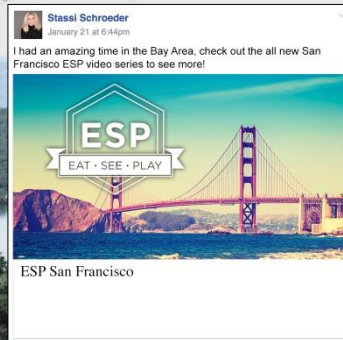 Stassi Schroeder
January 21 at 6:44pm
I had an amazing time in the Bay Area, check out the all new San
Francisco ESP video series to see more!
ESP
EAT · SEE · PLAY
ESP San Francisco